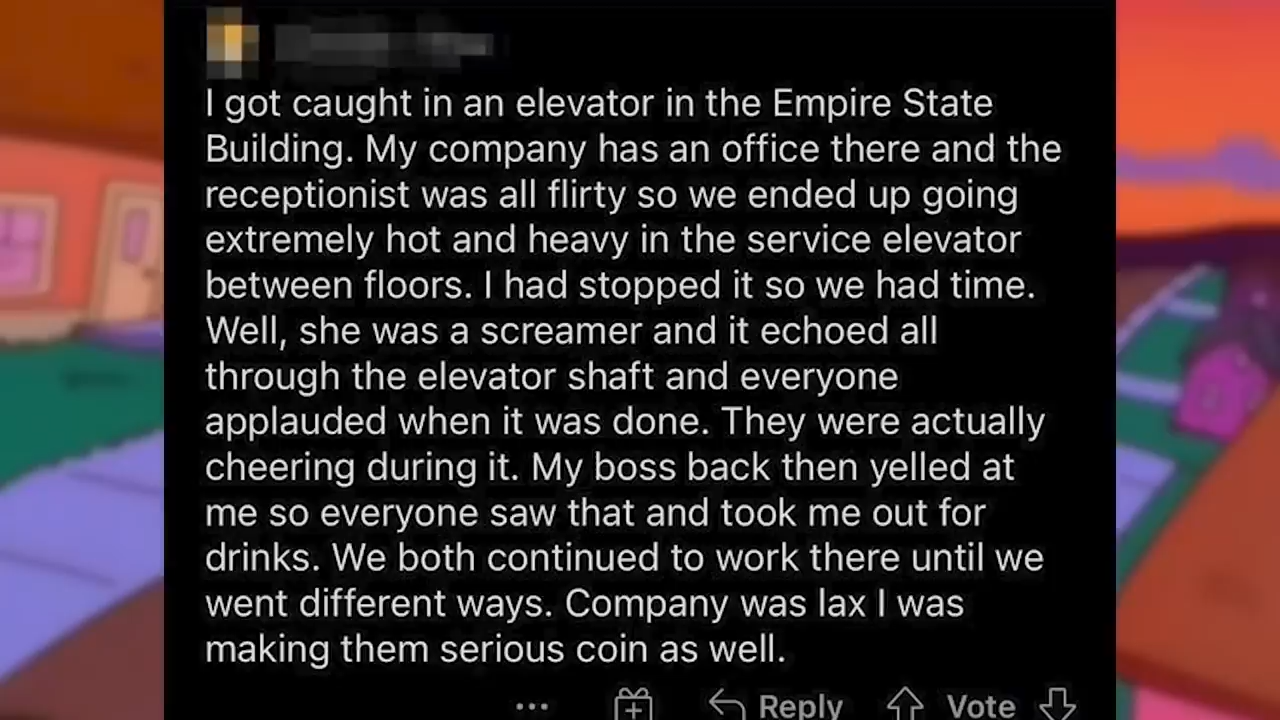 I got caught in an elevator in the Empire State
Building. My company has an office there and the
receptionist was all flirty so we ended up going
extremely hot and heavy in the service elevator
between floors. I had stopped it so we had time.
Well, she was a screamer and it echoed all
through the elevator shaft and everyone
applauded when it was done. They were actually
cheering during it. My boss back then yelled at
me so everyone saw that and took me out for
drinks. We both continued to work there until we
went different ways. Company was lax I was
making them serious coin as well.
Reply Vote